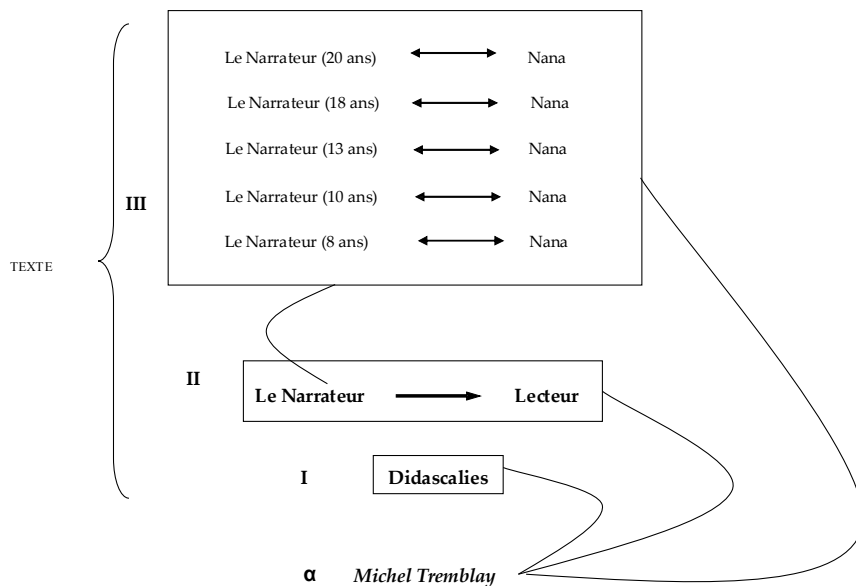 Le Narrateur (20 ans) Nana
Le Narrateur (18 ans) Nana
Le Narrateur (13 ans) Nana
III
Le Narrateur (10 ans) Nana
Le Narrateur (8 ans) Nana
TEXTE
II
Le Narrateur Lecteur
I Didascalies
α Michel Tremblay